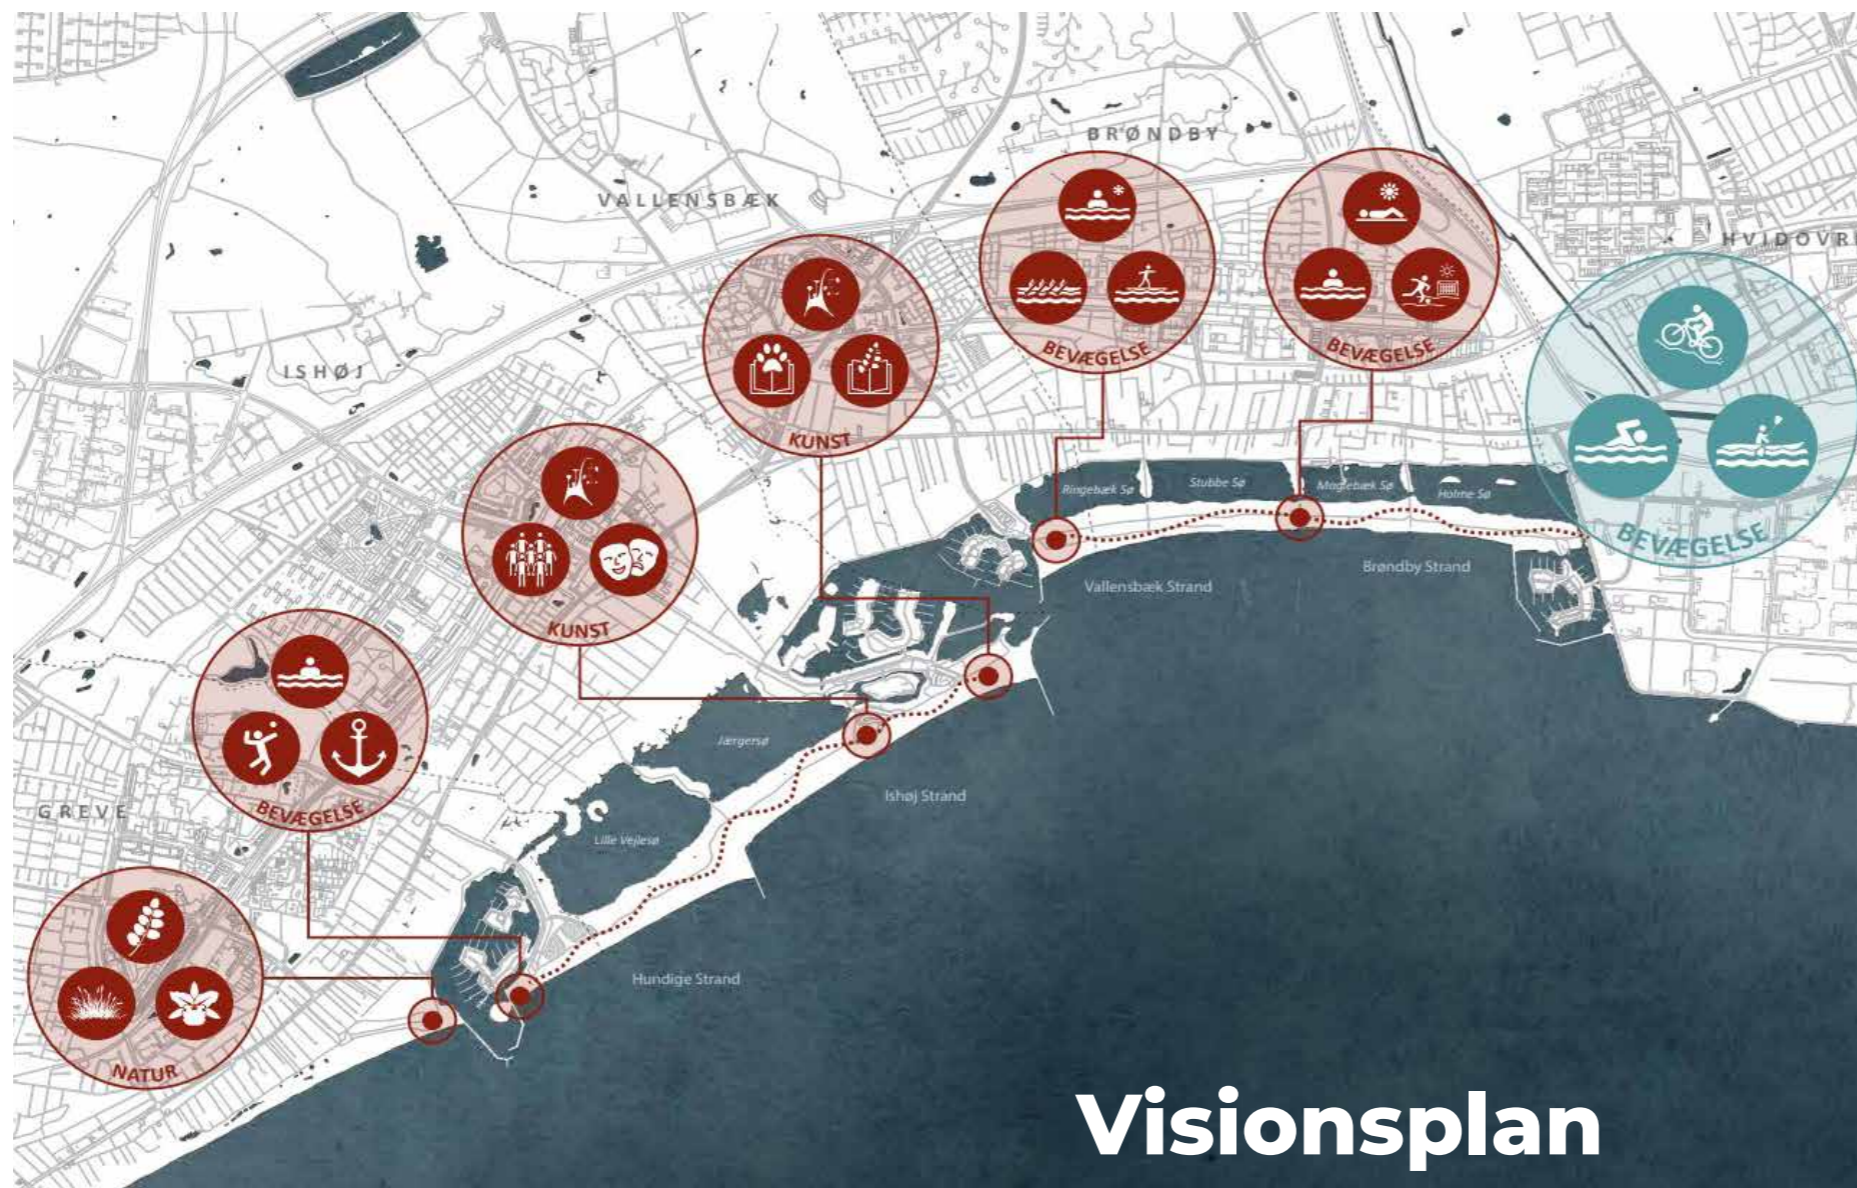 BRØNDBY
VALLENSBÆK
HVIDOVRE
ISHØJ
GREVE
BEVÆGELSE
BEVÆGELSE
KUNST
KUNST
BEVÆGELSE
BEVÆGELSE
NATUR
Ringebæk Sø
Stubbe Sø
Maglebæk Sø
Holme Sø
Brøndby Strand
Vallensbæk Strand
Jærgersø
Ishøj Strand
Lille Vejlesø
Hundige Strand
Visionsplan